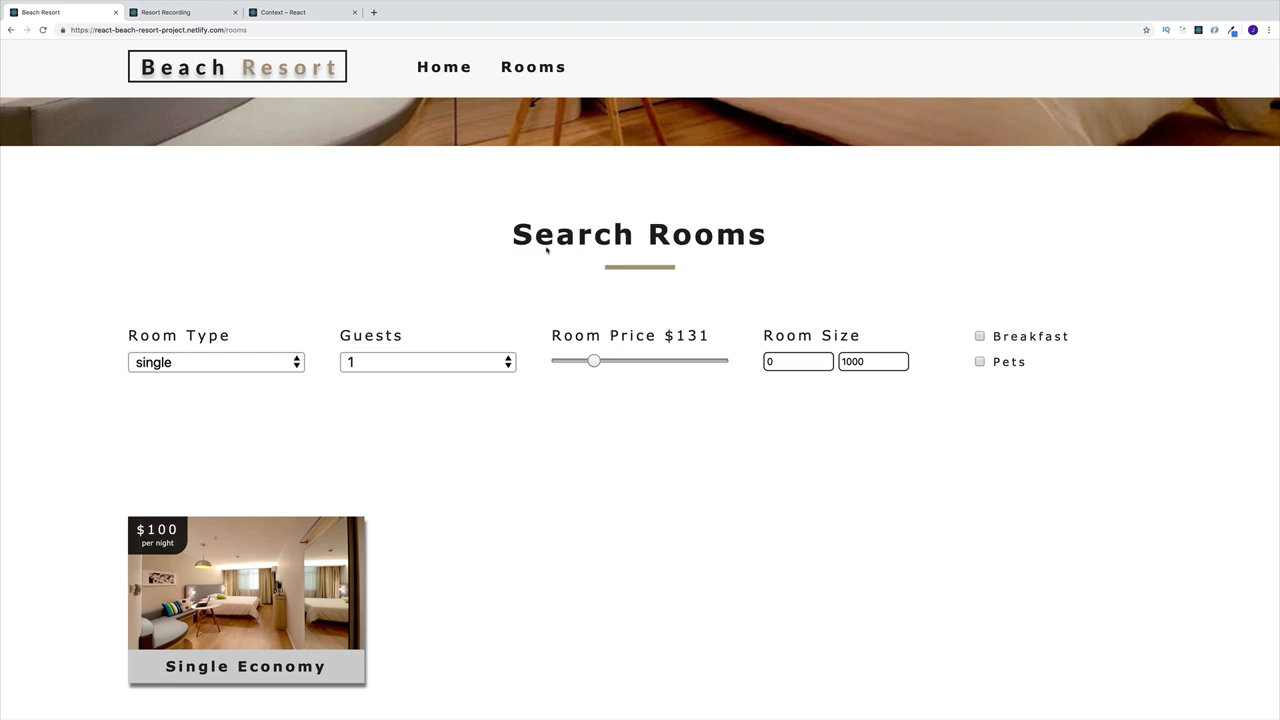 Beach Resort
Resort Recording
Context – React
https://react-beach-resort-project.netlify.com/rooms
IQ
J
Beach Resort
Home
Rooms
Search Rooms
Room Type
Guests
Room Price $131
Room Size
Breakfast
single
1
0
1000
Pets
$100
per night
Single Economy